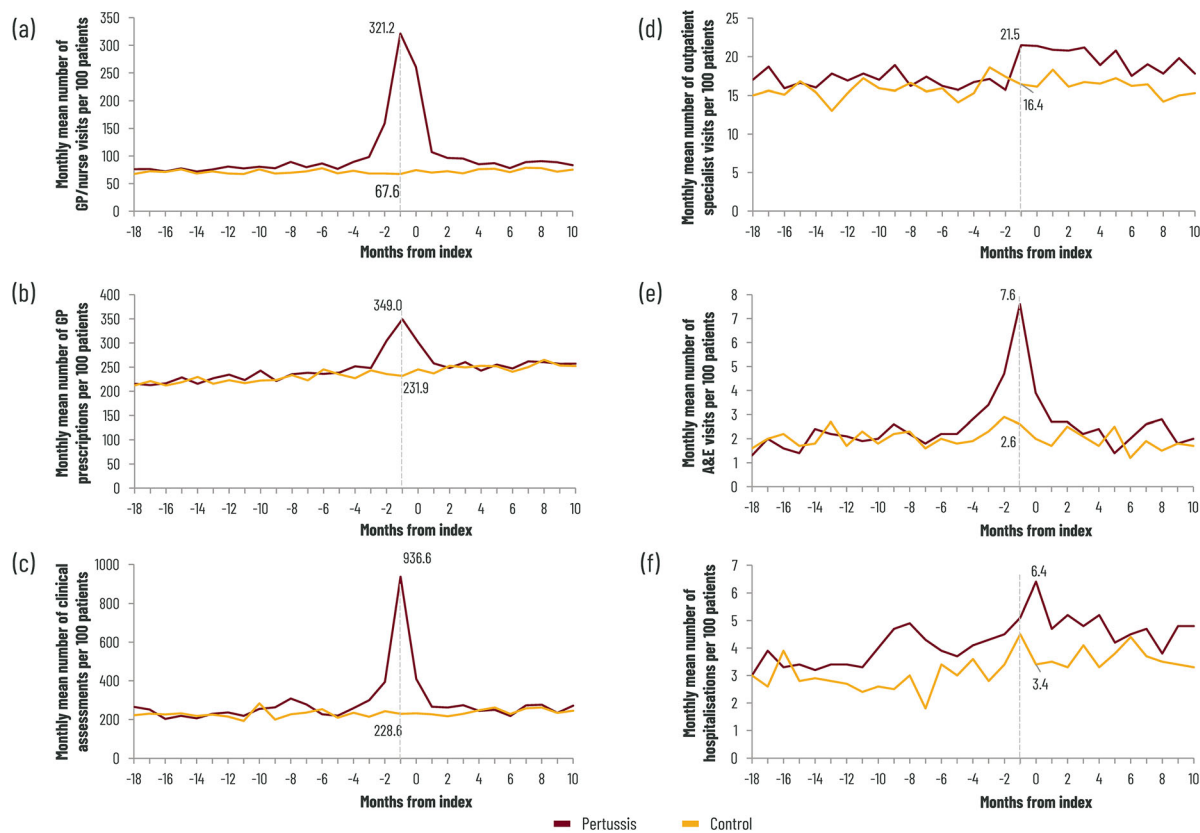 (a)
Monthly mean number of
GP/nurse visits per 100 patients
350
300
250
200
150
100
50
0
321.2
67.6
-18 -16 -14 -12 -10 -8 -6 -4 -2 0 2 4 6 8 10
Months from index
(d)
Monthly mean number of outpatient
specialist visits per 100 patients
25
20
15
10
5
0
21.5
16.4
-18 -16 -14 -12 -10 -8 -6 -4 -2 0 2 4 6 8 10
Months from index
(b)
Monthly mean number of GP
prescriptions per 100 patients
400
350
300
250
200
150
100
50
0
349.0
231.9
-18 -16 -14 -12 -10 -8 -6 -4 -2 0 2 4 6 8 10
Months from index
(e)
Monthly mean number of
A&E visits per 100 patients
8
7
6
5
4
3
2
1
0
7.6
2.6
-18 -16 -14 -12 -10 -8 -6 -4 -2 0 2 4 6 8 10
Months from index
(c)
Monthly mean number of clinical
assessments per 100 patients
1000
800
600
400
200
0
936.6
228.6
-18 -16 -14 -12 -10 -8 -6 -4 -2 0 2 4 6 8 10
Months from index
(f)
Monthly mean number of
hospitalisations per 100 patients
7
6
5
4
3
2
1
0
6.4
3.4
-18 -16 -14 -12 -10 -8 -6 -4 -2 0 2 4 6 8 10
Months from index
Pertussis Control